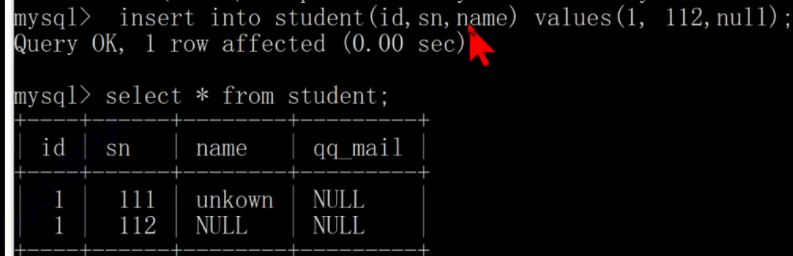 mysql> insert into student(id,sn,name) values(1, 112,null);
Query OK, 1 row affected (0.00 sec)
mysql> select * from student;
+----+-----+--------+---------+
| id | sn | name | qq_mail |
+----+-----+--------+---------+
| 1 | 111 | unkown | NULL |
| 1 | 112 | NULL | NULL |
+----+-----+--------+---------+